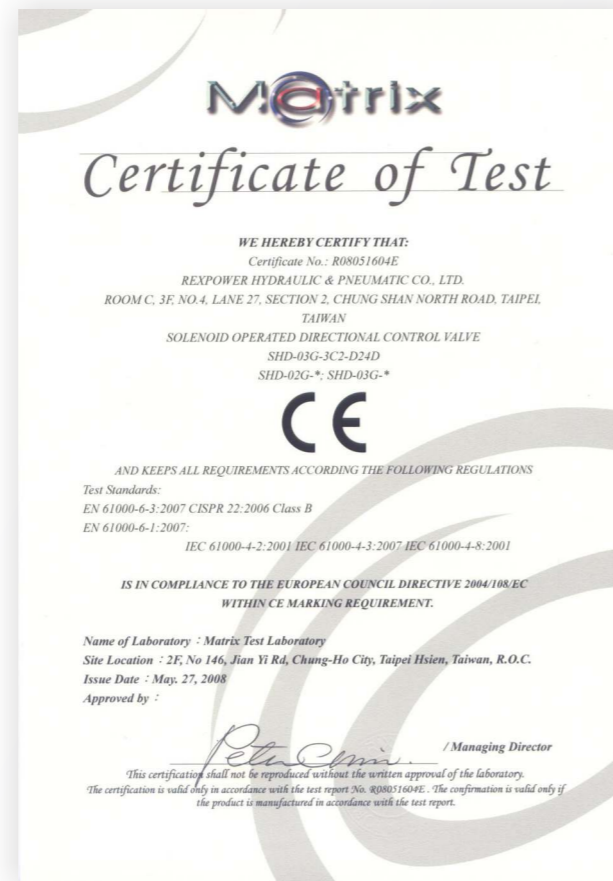 Matrix
Certificate of Test
WE HEREBY CERTIFY THAT:
Certificate No.: R08051604E
REXPOWER HYDRAULIC & PNEUMATIC CO., LTD.
ROOM C, 3F, NO.4, LANE 27, SECTION 2, CHUNG SHAN NORTH ROAD, TAIPEI,
TAIWAN
SOLENOID OPERATED DIRECTIONAL CONTROL VALVE
SHD-03G-3C2-D24D
SHD-02G-*; SHD-03G-*
CE
AND KEEPS ALL REQUIREMENTS ACCORDING THE FOLLOWING REGULATIONS
Test Standards:
EN 61000-6-3:2007 CISPR 22:2006 Class B
EN 61000-6-1:2007:
IEC 61000-4-2:2001 IEC 61000-4-3:2007 IEC 61000-4-8:2001
IS IN COMPLIANCE TO THE EUROPEAN COUNCIL DIRECTIVE 2004/108/EC
WITHIN CE MARKING REQUIREMENT.
Name of Laboratory：Matrix Test Laboratory
Site Location：2F, No 146, Jian Yi Rd, Chung-Ho City, Taipei Hsien, Taiwan, R.O.C.
Issue Date：May. 27, 2008
Approved by：
/ Managing Director
This certification shall not be reproduced without the written approval of the laboratory.
The certification is valid only in accordance with the test report No. R08051604E . The confirmation is valid only if
the product is manufactured in accordance with the test report.